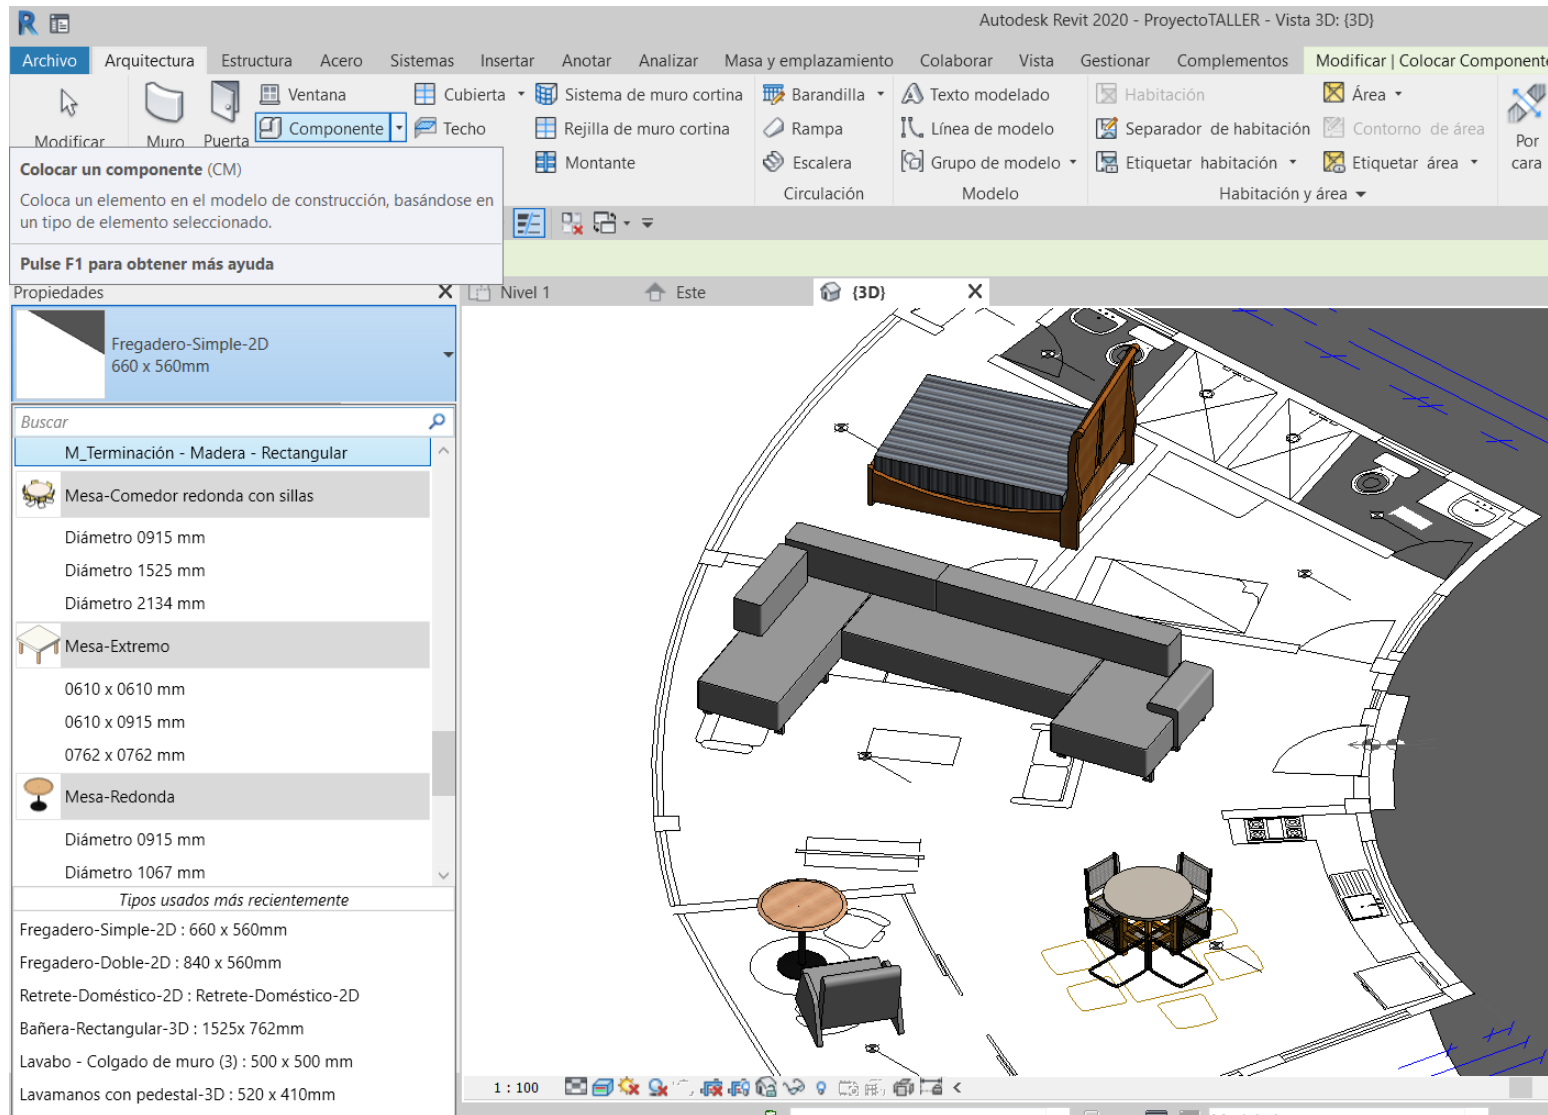 Autodesk Revit 2020 - ProyectoTALLER - Vista 3D: {3D}
Archivo Arquitectura Estructura Acero Sistemas Insertar Anotar Analizar Masa y emplazamiento Colaborar Vista Gestionar Complementos Modificar | Colocar Componente
Modificar Muro Puerta
Ventana Cubierta Sistema de muro cortina Barandilla Texto modelado Habitación Área
Componente Techo Rejilla de muro cortina Rampa Línea de modelo Separador de habitación Contorno de área Por
Montante Escalera Grupo de modelo Etiquetar habitación Etiquetar área cara
Circulación Modelo Habitación y área
Colocar un componente (CM)
Coloca un elemento en el modelo de construcción, basándose en
un tipo de elemento seleccionado.
Pulse F1 para obtener más ayuda
Propiedades X Nivel 1 Este {3D} X
Fregadero-Simple-2D
660 x 560mm
Buscar
M_Terminación - Madera - Rectangular
Mesa-Comedor redonda con sillas
Diámetro 0915 mm
Diámetro 1525 mm
Diámetro 2134 mm
Mesa-Extremo
0610 x 0610 mm
0610 x 0915 mm
0762 x 0762 mm
Mesa-Redonda
Diámetro 0915 mm
Diámetro 1067 mm
Tipos usados más recientemente
Fregadero-Simple-2D : 660 x 560mm
Fregadero-Doble-2D : 840 x 560mm
Retrete-Doméstico-2D : Retrete-Doméstico-2D
Bañera-Rectangular-3D : 1525x 762mm
Lavabo - Colgado de muro (3) : 500 x 500 mm
Lavamanos con pedestal-3D : 520 x 410mm
1 : 100